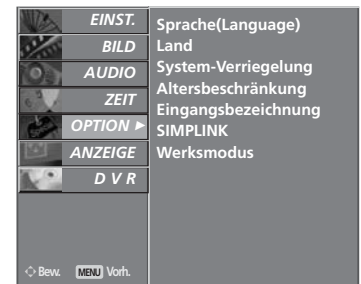 EINST.
BILD
AUDIO
ZEIT
OPTION ►
ANZEIGE
D V R
Sprache(Language)
Land
System-Verriegelung
Altersbeschränkung
Eingangsbezeichnung
SIMPLINK
Werksmodus
Bew. MENU Vorh.